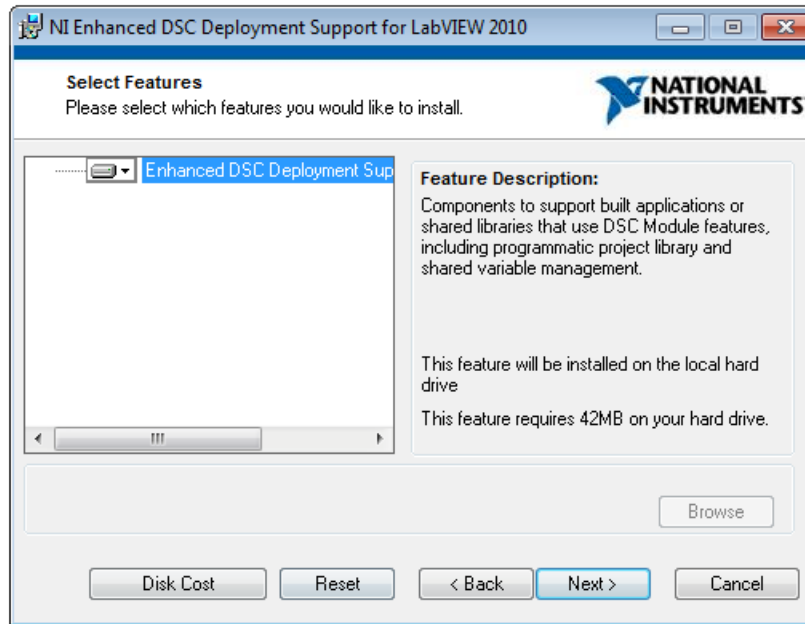 NI Enhanced DSC Deployment Support for LabVIEW 2010
Select Features
Please select which features you would like to install.
NATIONAL
INSTRUMENTS
Enhanced DSC Deployment Sup
Feature Description:
Components to support built applications or
shared libraries that use DSC Module features,
including programmatic project library and
shared variable management.
This feature will be installed on the local hard
drive
This feature requires 42MB on your hard drive.
Browse
Disk Cost
Reset
< Back
Next >
Cancel